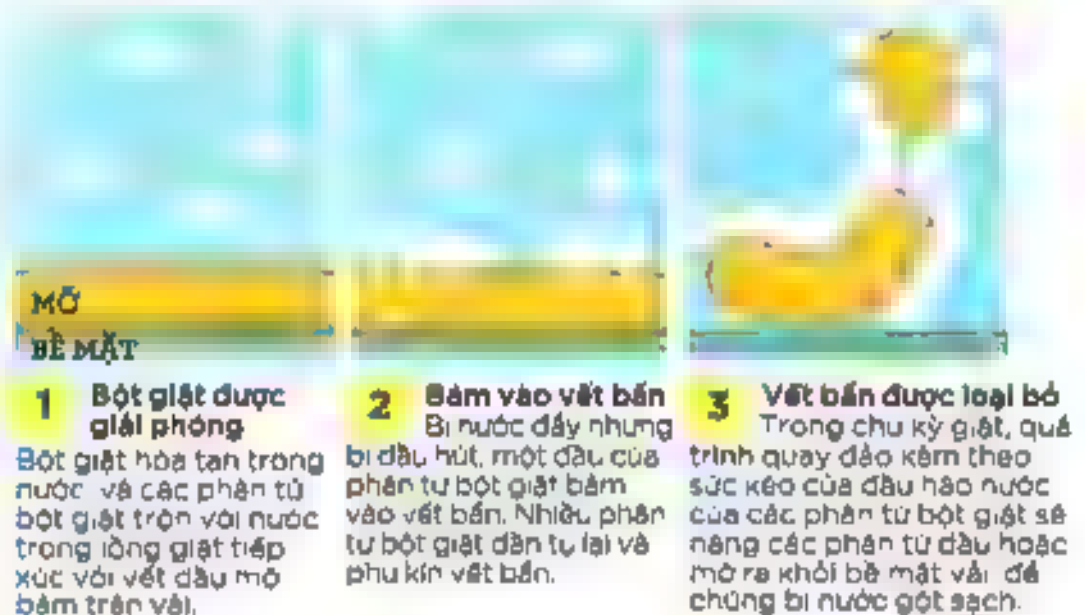 MỠ
BỀ MẶT
1 Bột giặt được
giải phóng
Bột giặt hòa tan trong
nước và các phân tử
bột giặt trộn với nước
trong lồng giặt tiếp
xúc với vết dầu mỡ
bám trên vải.
2 Bám vào vết bẩn
Bị nước đẩy nhưng
bị dầu hút, một đầu của
phân tử bột giặt bám
vào vết bẩn. Nhiều phân
tử bột giặt dần tụ lại và
phủ kín vết bẩn.
3 Vết bẩn được loại bỏ
Trong chu kỳ giặt, quá
trình quay đảo kèm theo
sức kéo của đầu háo nước
của các phân tử bột giặt sẽ
nâng các phân tử dầu hoặc
mỡ ra khỏi bề mặt vải để
chúng bị nước gột sạch.